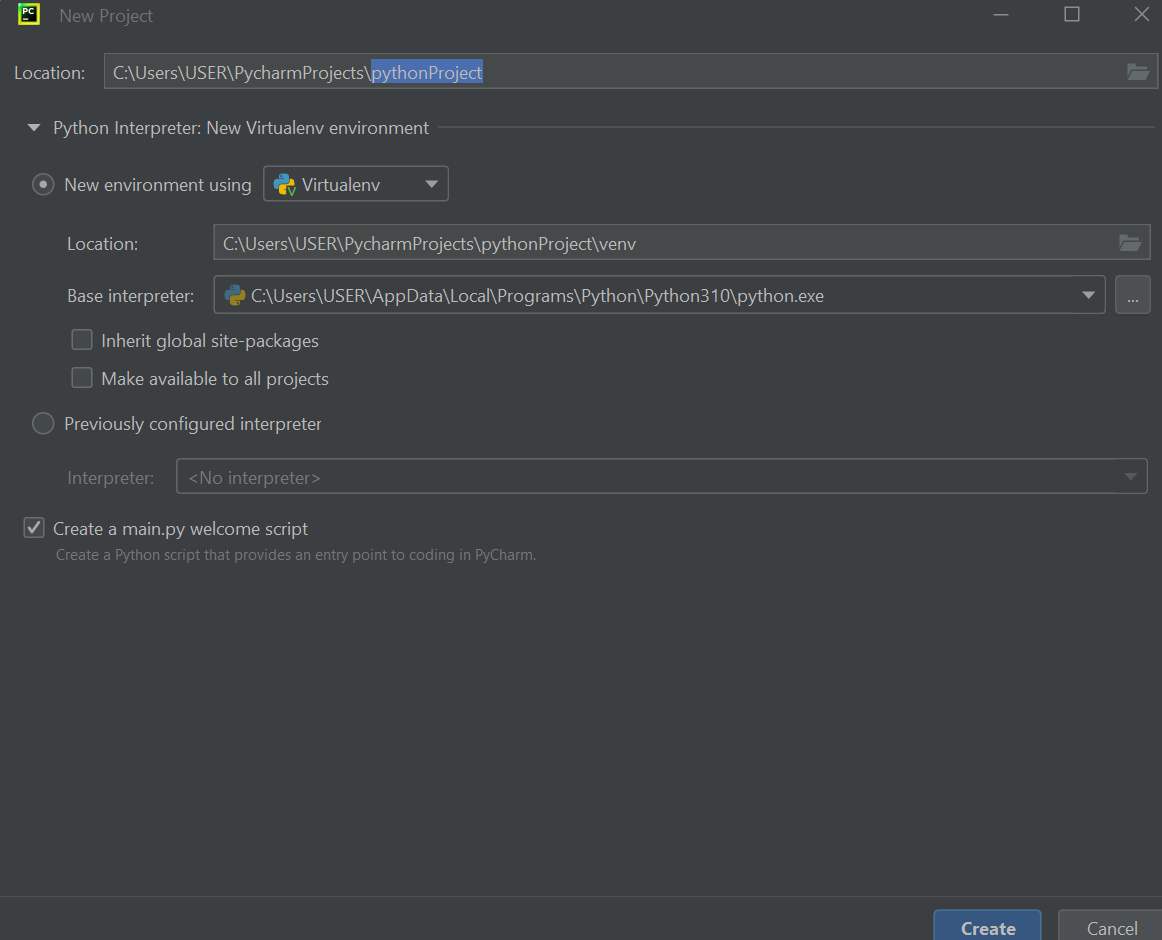 PC
New Project
Location: C:\Users\USER\PycharmProjects\pythonProject
Python Interpreter: New Virtualenv environment
New environment using Virtualenv
Location: C:\Users\USER\PycharmProjects\pythonProject\venv
Base interpreter: C:\Users\USER\AppData\Local\Programs\Python\Python310\python.exe ...
Inherit global site-packages
Make available to all projects
Previously configured interpreter
Interpreter: <No interpreter>
Create a main.py welcome script
Create a Python script that provides an entry point to coding in PyCharm.
Create Cancel